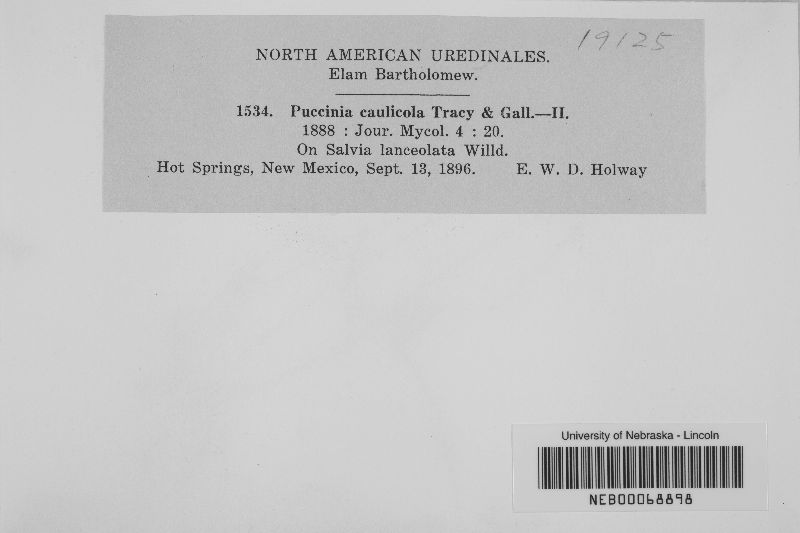 19125
NORTH AMERICAN UREDINALES.
Elam Bartholomew.
1534. Puccinia caulicola Tracy & Gall.—II.
1888 : Jour. Mycol. 4 : 20.
On Salvia lanceolata Willd.
Hot Springs, New Mexico, Sept. 13, 1896. E. W. D. Holway
University of Nebraska - Lincoln
NEB00068898